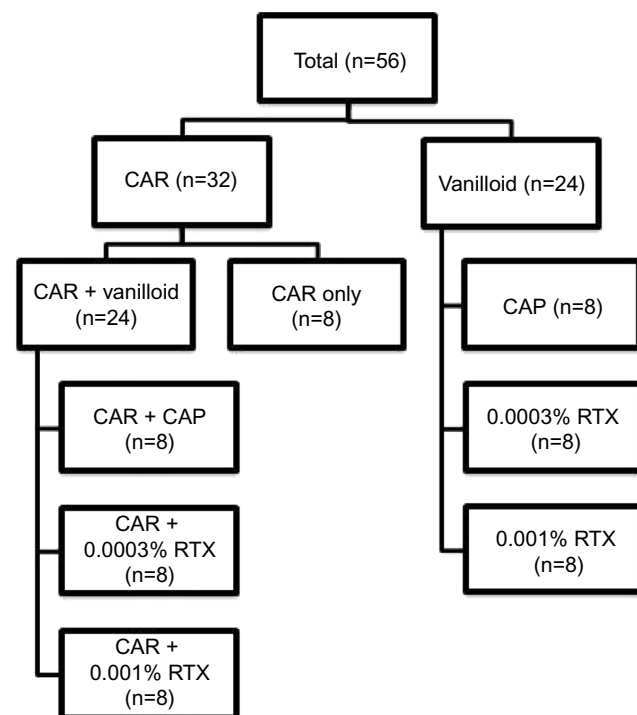 Total (n=56)
CAR (n=32)
Vanilloid (n=24)
CAR + vanilloid
(n=24)
CAR only
(n=8)
CAP (n=8)
CAR + CAP
(n=8)
0.0003% RTX
(n=8)
CAR +
0.0003% RTX
(n=8)
0.001% RTX
(n=8)
CAR +
0.001% RTX
(n=8)